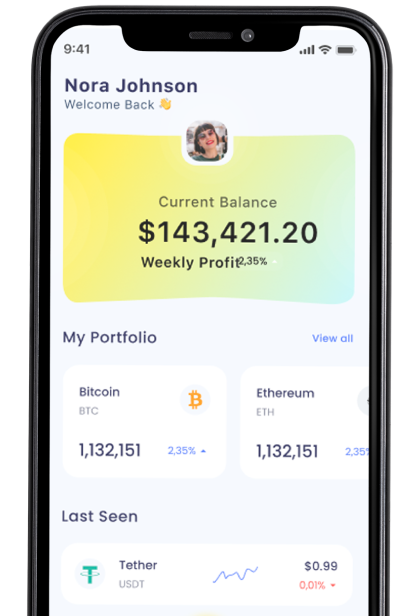 9:41
Nora Johnson
Welcome Back 👋
Current Balance
$143,421.20
Weekly Profit 2,35%
My Portfolio View all
Bitcoin
BTC
1,132,151 2,35%
Ethereum
ETH
1,132,151 2,35%
Last Seen
Tether $0.99
USDT 0,01%